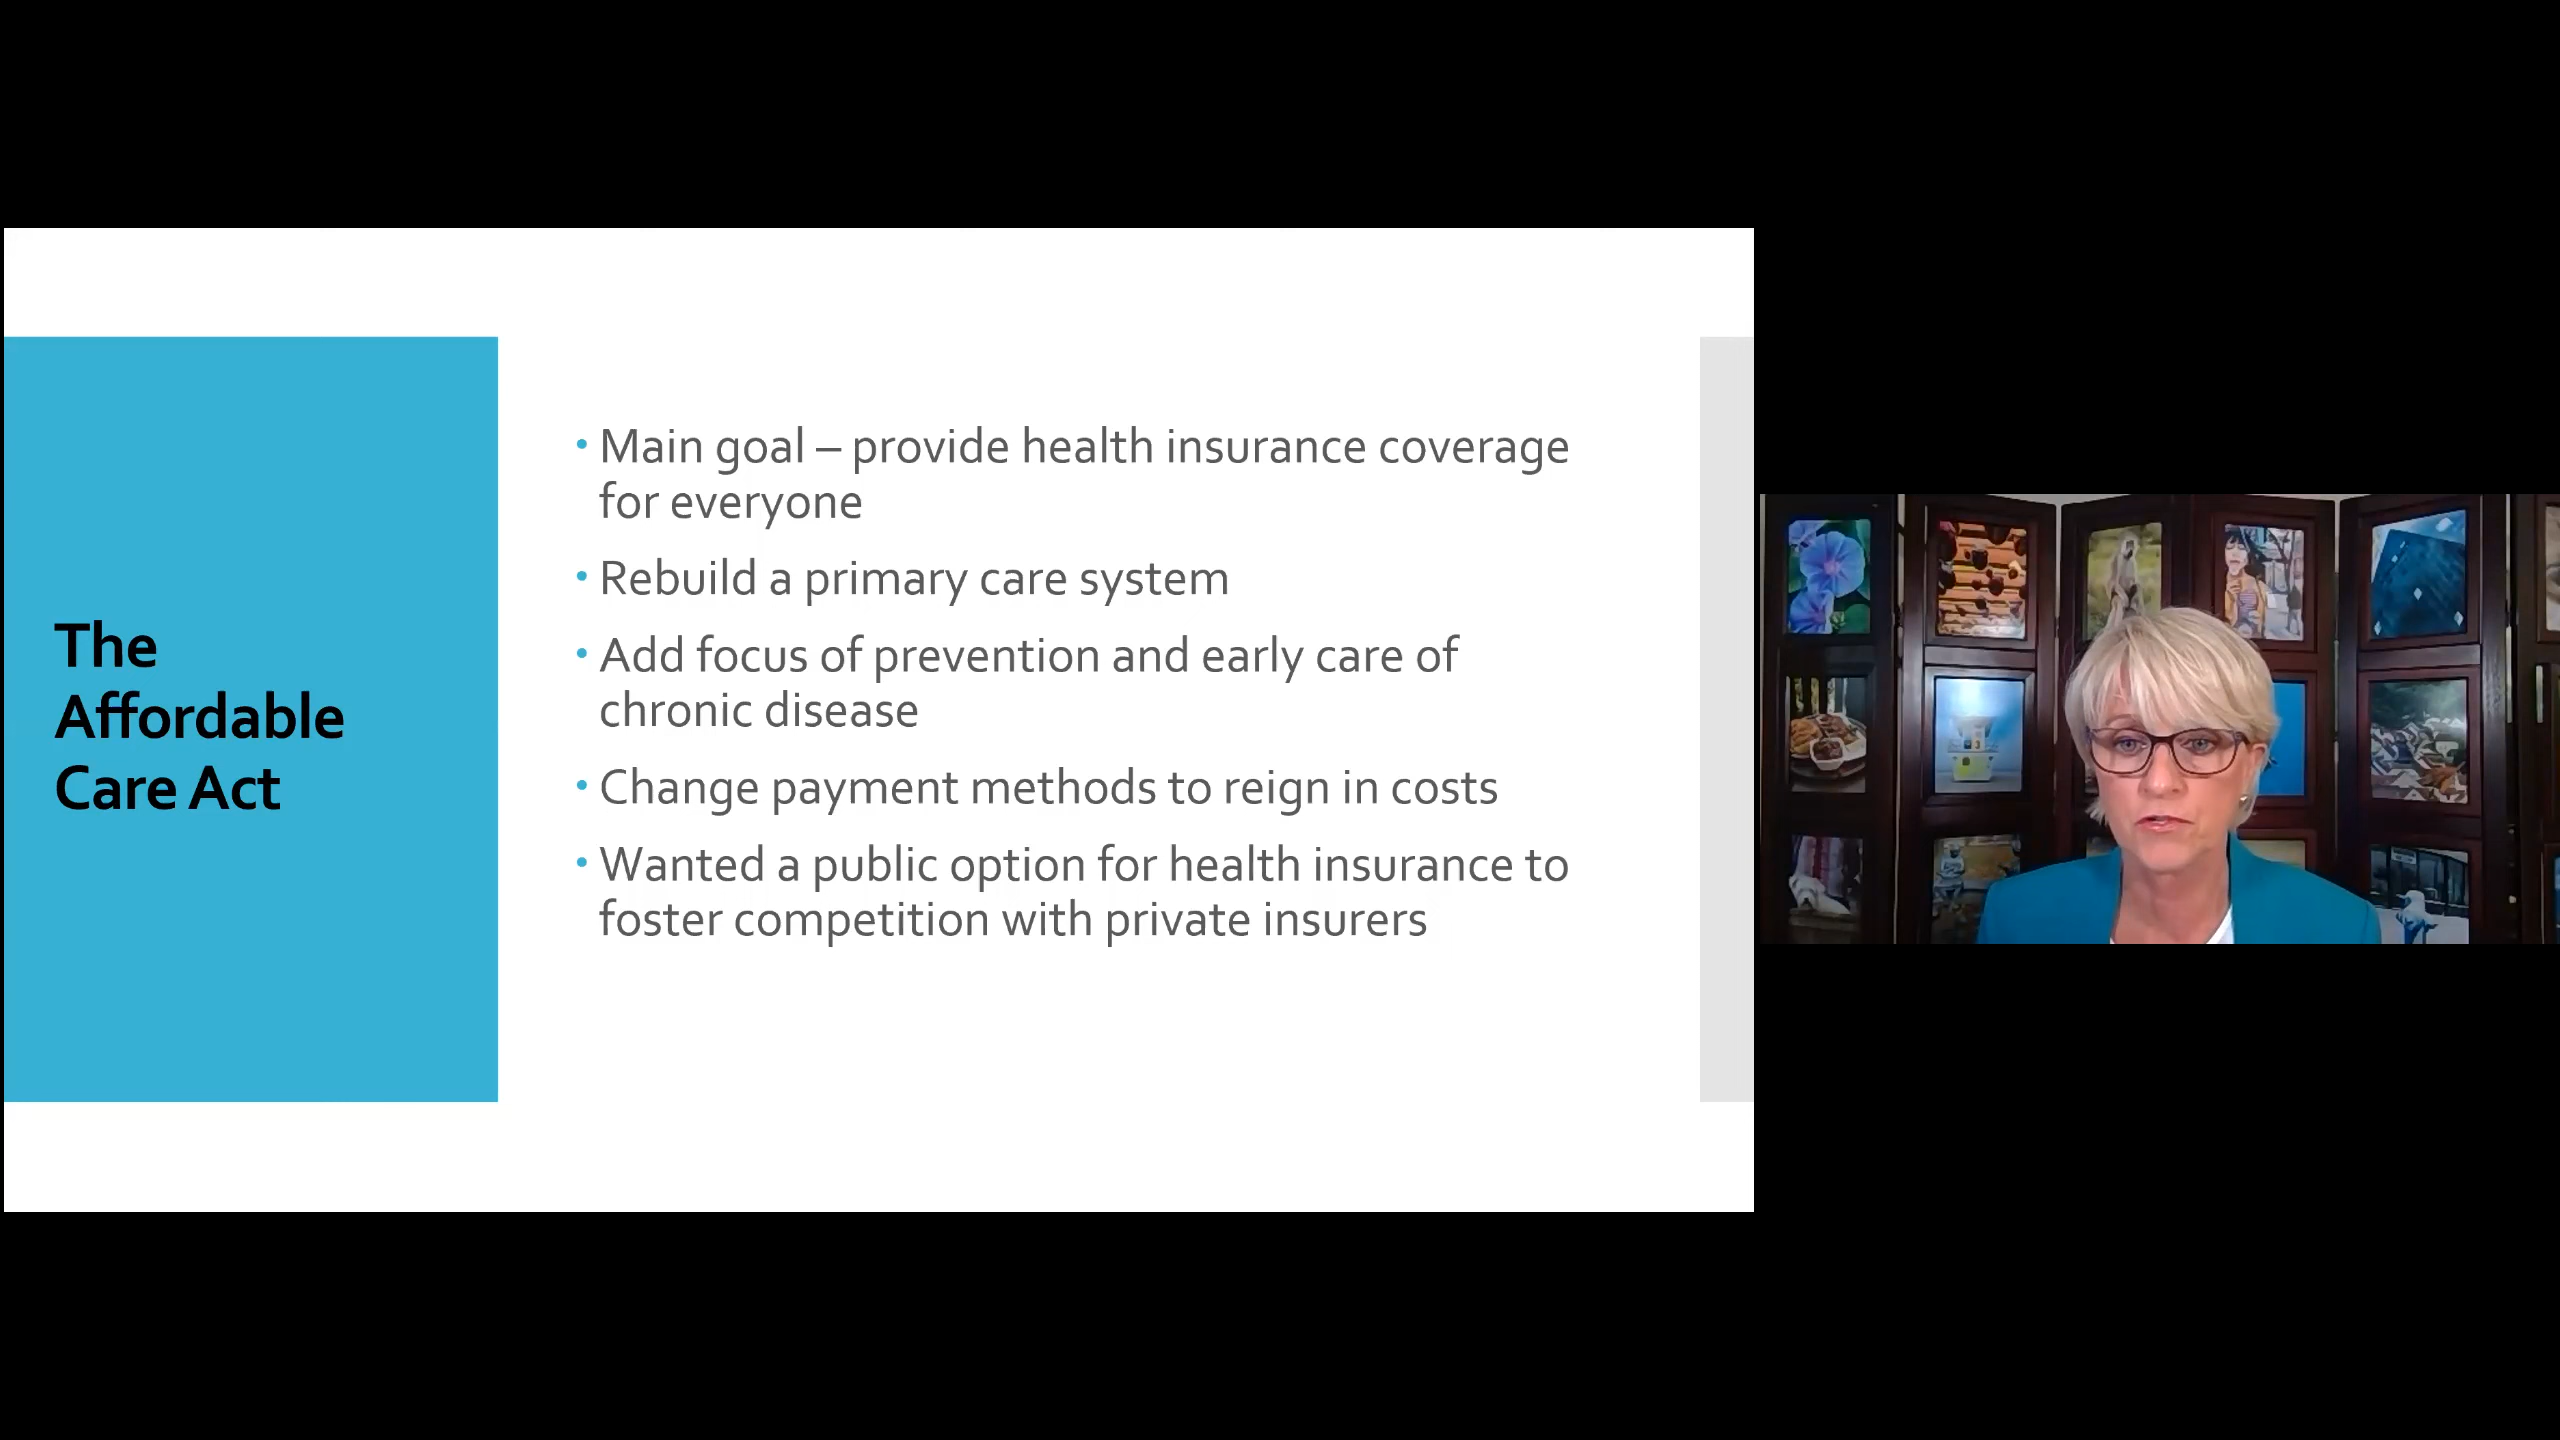 The
Affordable
Care Act
• Main goal – provide health insurance coverage
for everyone
• Rebuild a primary care system
• Add focus of prevention and early care of
chronic disease
• Change payment methods to reign in costs
• Wanted a public option for health insurance to
foster competition with private insurers